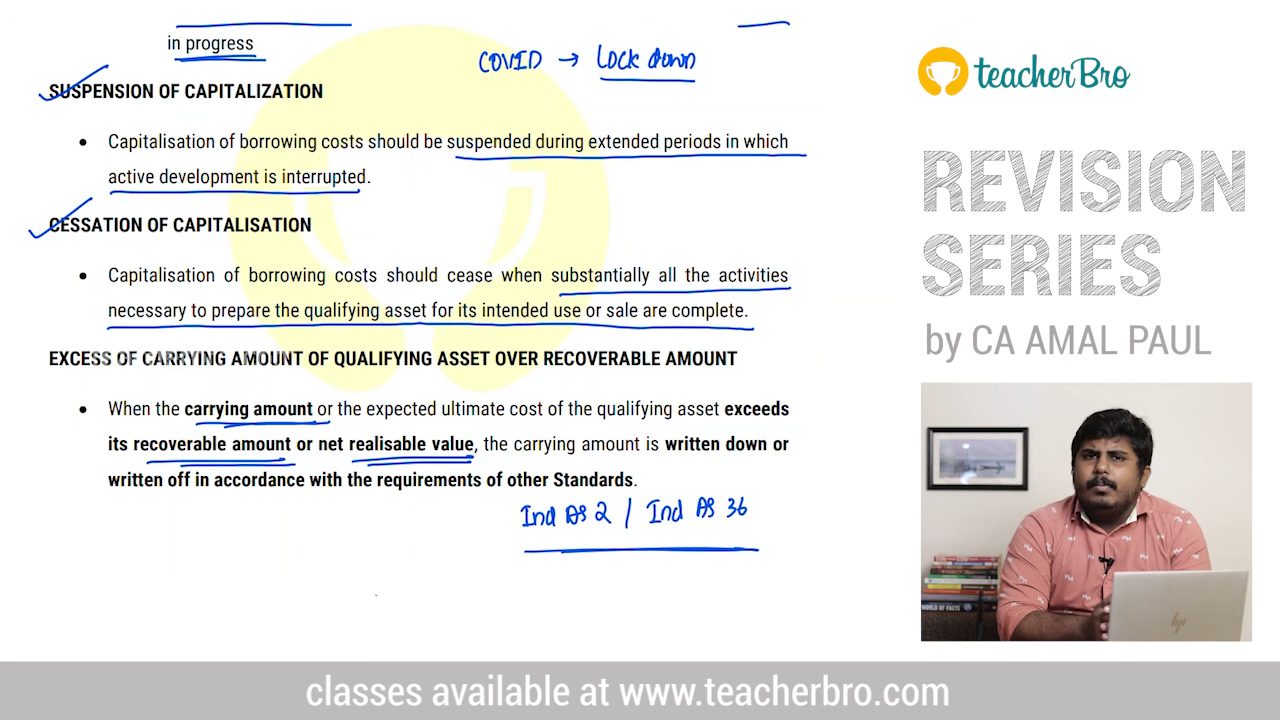 in progress
COVID → Lock down
SUSPENSION OF CAPITALIZATION
• Capitalisation of borrowing costs should be suspended during extended periods in which
active development is interrupted.
CESSATION OF CAPITALISATION
• Capitalisation of borrowing costs should cease when substantially all the activities
necessary to prepare the qualifying asset for its intended use or sale are complete.
EXCESS OF CARRYING AMOUNT OF QUALIFYING ASSET OVER RECOVERABLE AMOUNT
• When the carrying amount or the expected ultimate cost of the qualifying asset exceeds
its recoverable amount or net realisable value, the carrying amount is written down or
written off in accordance with the requirements of other Standards.
Ind AS 2 / Ind AS 36
teacherBro
REVISION
SERIES
by CA AMAL PAUL
WORLD OF FACTS
hp
classes available at www.teacherbro.com